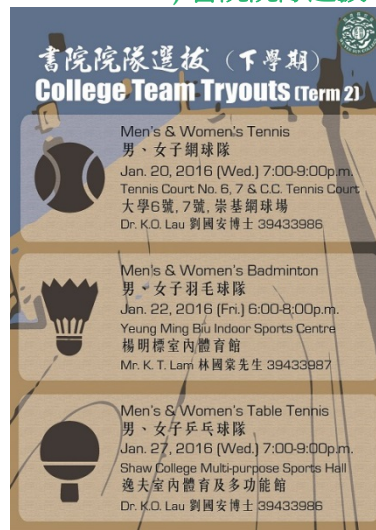 書院院隊選拔（下學期）
College Team Tryouts (Term 2)
Men's & Women's Tennis
男、女子網球隊
Jan. 20, 2016 (Wed.) 7:00-9:00p.m.
Tennis Court No. 6, 7 & C.C. Tennis Court
大學6號, 7號, 崇基網球場
Dr. K.O. Lau 劉國安博士 39433986
Men's & Women's Badminton
男、女子羽毛球隊
Jan. 22, 2016 (Fri.) 6:00-8:00p.m.
Yeung Ming Biu Indoor Sports Centre
楊明標室內體育館
Mr. K. T. Lam 林國棠先生 39433987
Men's & Women's Table Tennis
男、女子乒乓球隊
Jan. 27, 2016 (Wed.) 7:00-9:00p.m.
Shaw College Multi-purpose Sports Hall
逸夫室內體育及多功能館
Dr. K.O. Lau 劉國安博士 39433986